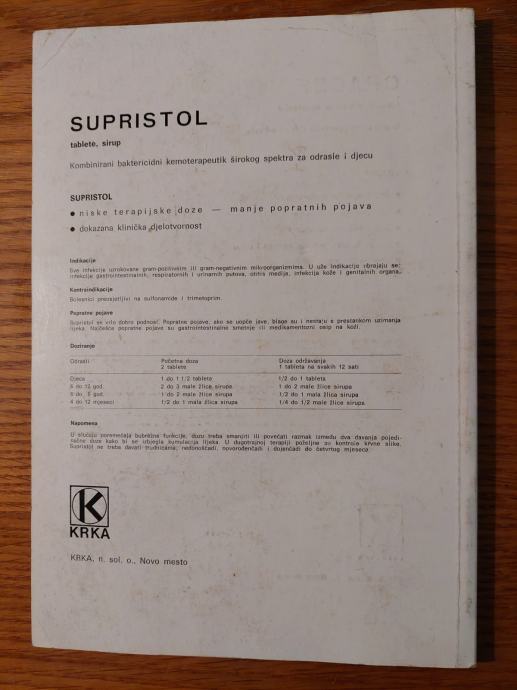 SUPRISTOL
tablete, sirup
Kombinirani baktericidni kemoterapeutik širokog spektra za odrasle i djecu
SUPRISTOL
● niske terapijske doze — manje popratnih pojava
● dokazana klinička djelotvornost
Indikacije
Sve infekcije uzrokovane gram-pozitivnim ili gram-negativnim mikroorganizmima. U uže indikacije ubrajaju se:
infekcije gastrointestinalnih, respiratornih i urinarnih putova, otitis medija, infekcija kože i genitalnih organa.
Kontraindikacije
Bolesnici preosjetljivi na sulfonamide i trimetoprim.
Popratne pojave
Supristol se vrlo dobro podnosi. Popratne pojave, ako se uopće jave, blage su i nestaju s prestankom uzimanja
lijeka. Najčešće popratne pojave su gastrointestinalne smetnje ili medikamentozni osip na koži.
Doziranje
Odrasli Početna doza Doza održavanja
2 tablete 1 tableta na svakih 12 sati
Djeca 1 do 1 1/2 tableta 1/2 do 1 tableta
5 do 12 god. 2 do 3 male žlice sirupa 1 do 2 male žlice sirupa
do 5 god. 1 do 2 male žlice sirupa 1/2 do 1 mala žlica sirupa
4 do 12 mjeseci 1/2 do 1 mala žlica sirupa 1/4 do 1/2 male žlice sirupa
Napomena
U slučaju poremećaja bubrežne funkcije, dozu treba smanjiti ili povećati razmak između dva davanja pojedi-
načne doze kako bi se izbjegla kumulacija lijeka. U dugotrajnoj terapiji poželjna su kontrole krvne slike.
Supristol ne treba davati trudnicama, nedonoščadi, novorođenčadi i dojenčadi do četvrtog mjeseca.
K
KRKA
KRKA, n. sol. o., Novo mesto